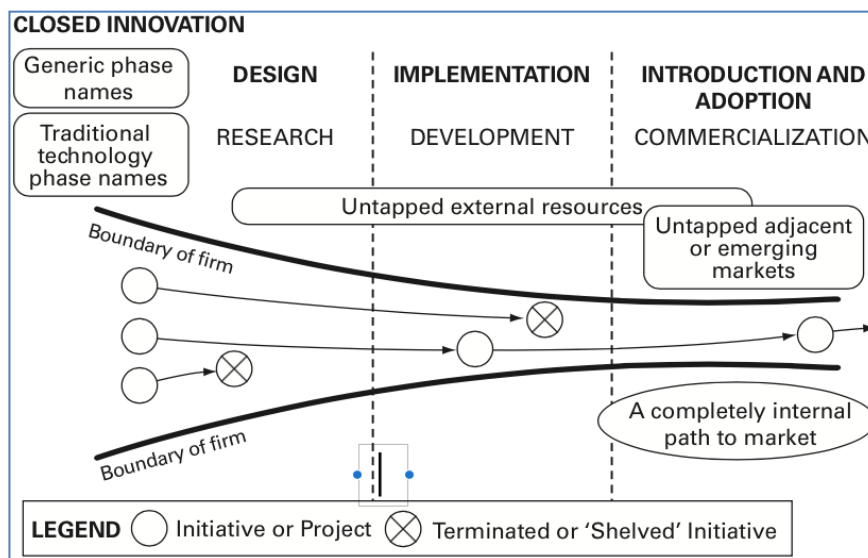 CLOSED INNOVATION
Generic phase
names
DESIGN
IMPLEMENTATION
INTRODUCTION AND
ADOPTION
Traditional
technology
phase names
RESEARCH
DEVELOPMENT
COMMERCIALIZATION
Untapped external resources
Untapped adjacent
or emerging
markets
Boundary of firm
A completely internal
path to market
Boundary of firm
LEGEND Initiative or Project Terminated or ‘Shelved’ Initiative